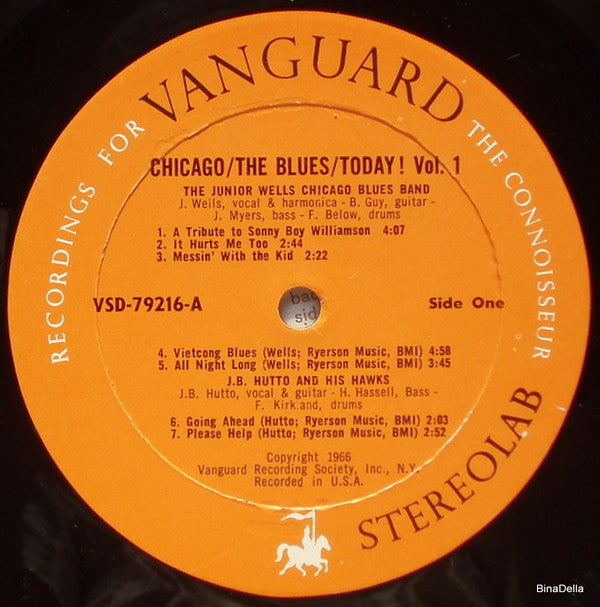 RECORDINGS FOR VANGUARD THE CONNOISSEUR
CHICAGO/THE BLUES/TODAY! Vol. 1
THE JUNIOR WELLS CHICAGO BLUES BAND
J. Wells, vocal & harmonica - B. Guy, guitar -
J. Myers, bass - F. Below, drums
1. A Tribute to Sonny Boy Williamson 4:07
2. It Hurts Me Too 2:44
3. Messin' With the Kid 2:22
VSD-79216-A Side One
4. Vietcong Blues (Wells; Ryerson Music, BMI) 4:58
5. All Night Long (Wells; Ryerson Music, BMI) 3:45
J.B. HUTTO AND HIS HAWKS
J.B. Hutto, vocal & guitar - H. Hassell, Bass -
F. Kirkland, drums
6. Going Ahead (Hutto; Ryerson Music, BMI) 2:03
7. Please Help (Hutto; Ryerson Music, BMI) 2:52
Copyright 1966
Vanguard Recording Society, Inc., N.Y.
Recorded in U.S.A.
STEREOLAB
BinaDella